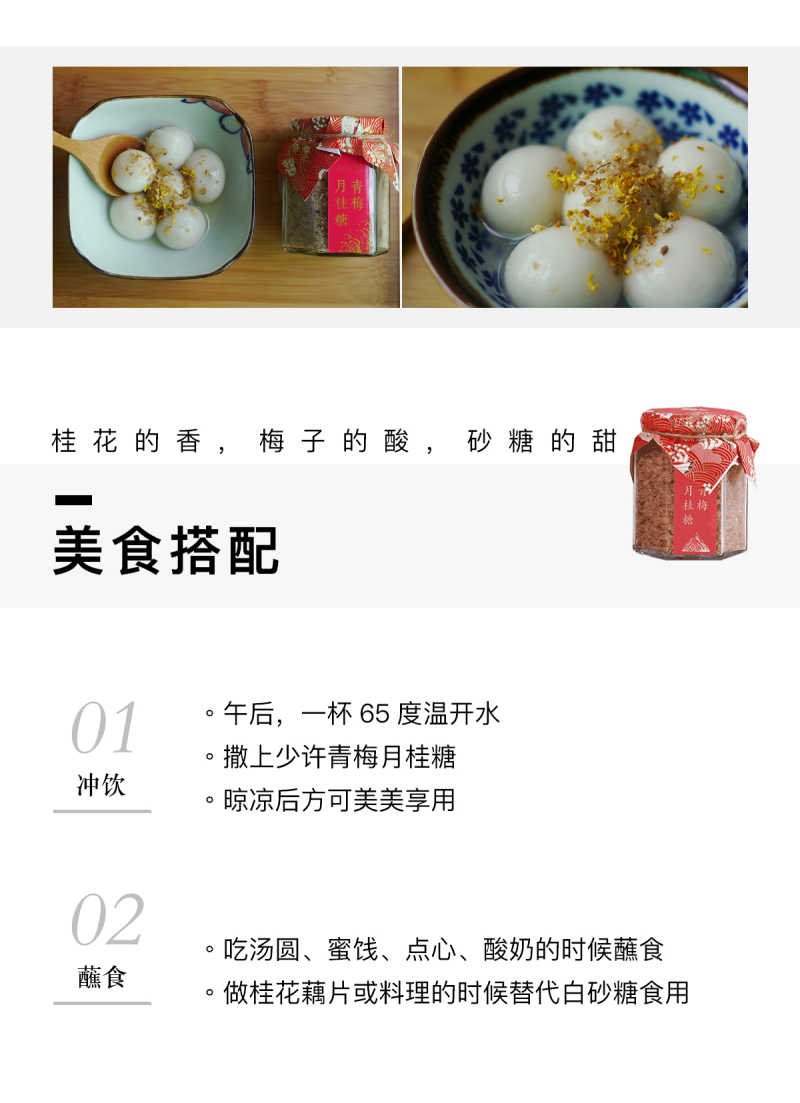 青梅
月桂糖
桂花的香，梅子的酸，砂糖的甜
青梅
月桂糖
美食搭配
01
冲饮
。午后，一杯 65 度温开水
。撒上少许青梅月桂糖
。晾凉后方可美美享用
02
蘸食
。吃汤圆、蜜饯、点心、酸奶的时候蘸食
。做桂花藕片或料理的时候替代白砂糖食用